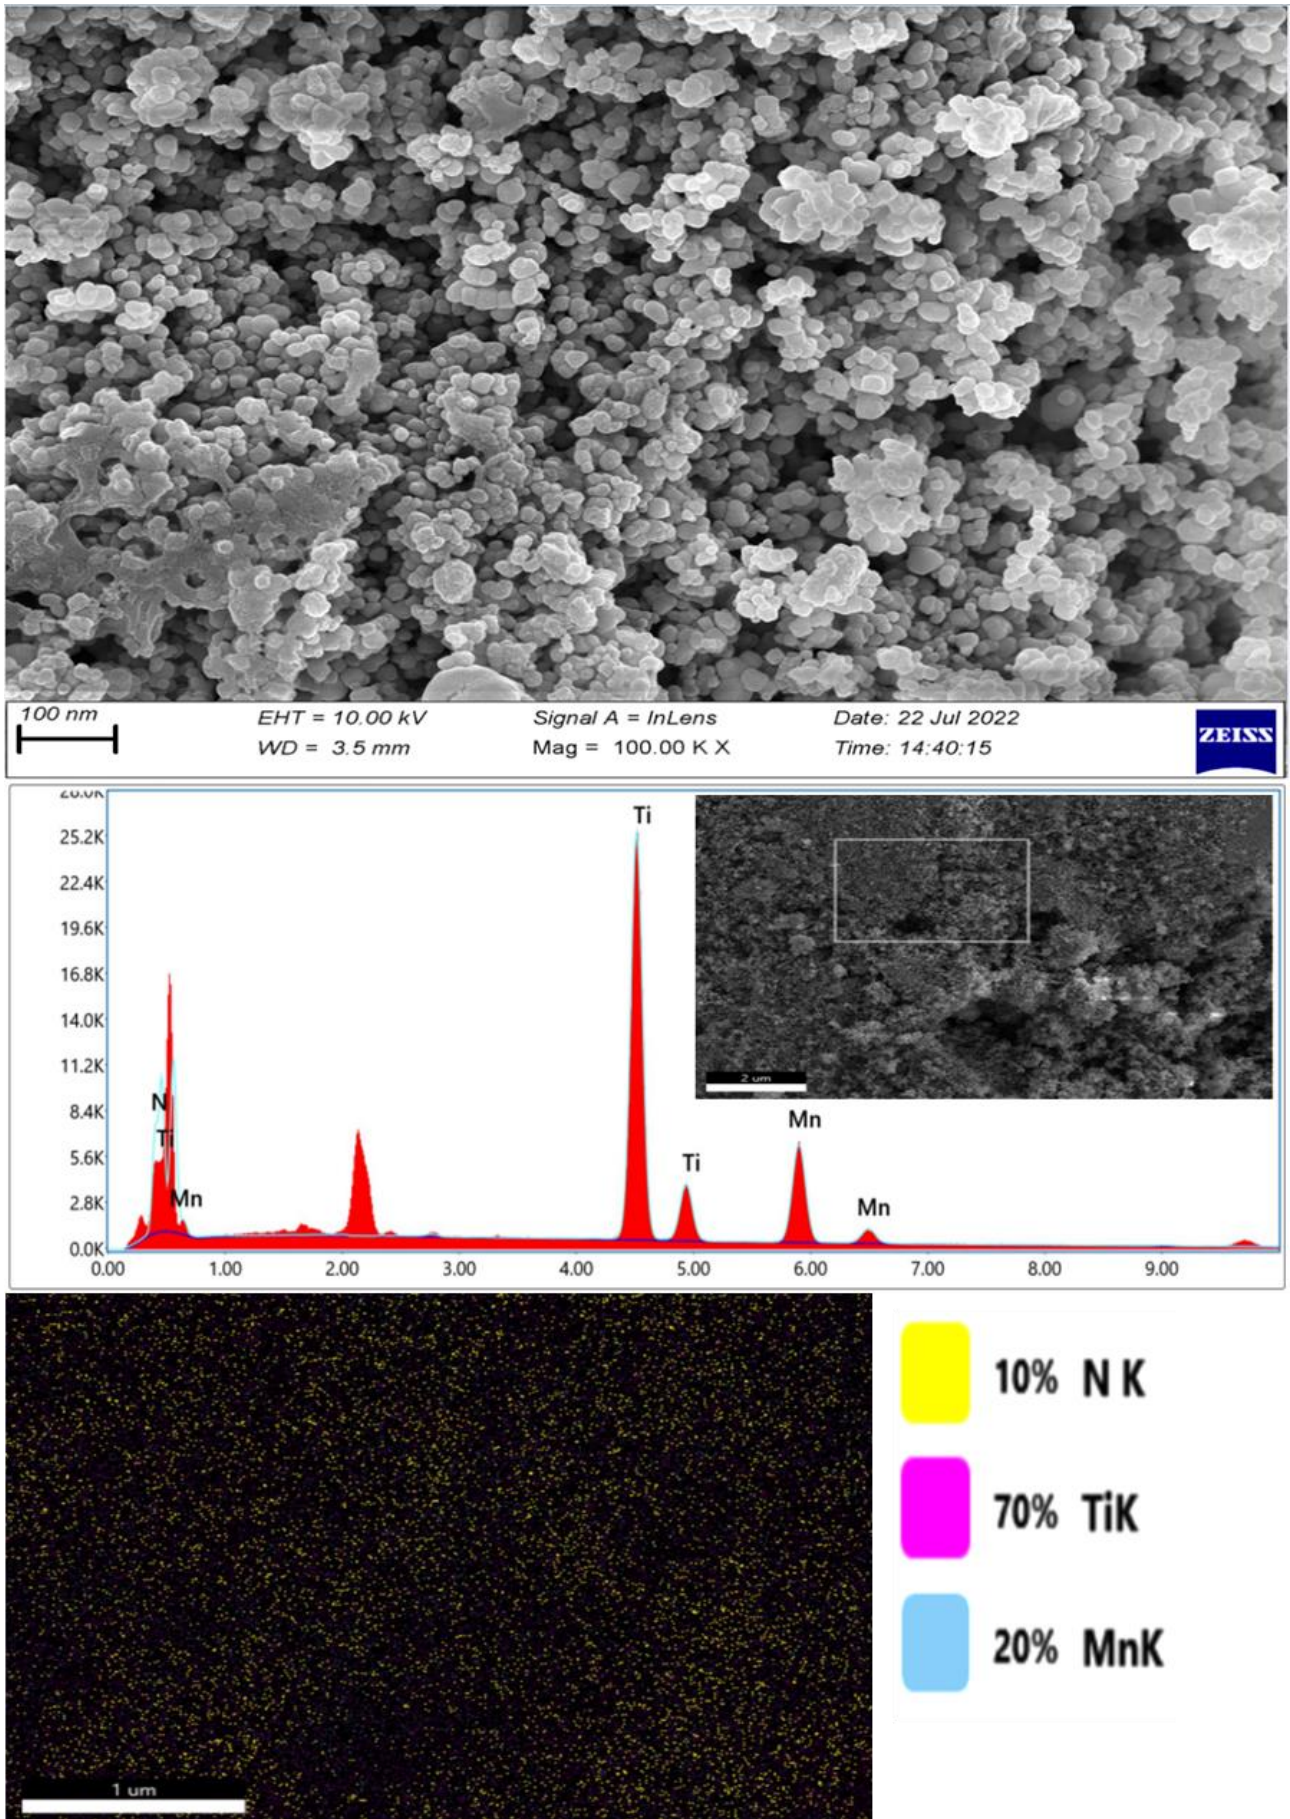 100 nm
EHT = 10.00 kV
Signal A = InLens
Date: 22 Jul 2022
WD = 3.5 mm
Mag = 100.00 K X
Time: 14:40:15
ZEISS
25.2K
22.4K
19.6K
16.8K
14.0K
11.2K
8.4K
5.6K
2.8K
0.0K
Ti
N
Ti
Mn
Ti
Mn
Mn
2 um
0.00 1.00 2.00 3.00 4.00 5.00 6.00 7.00 8.00 9.00
10% N K
70% TiK
20% MnK
1 um